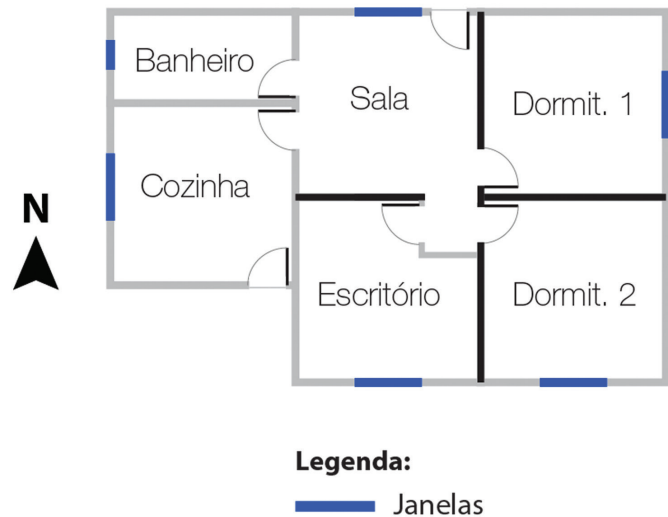 Banheiro
Sala
Dormit. 1
Cozinha
N
Escritório
Dormit. 2
Legenda:
Janelas